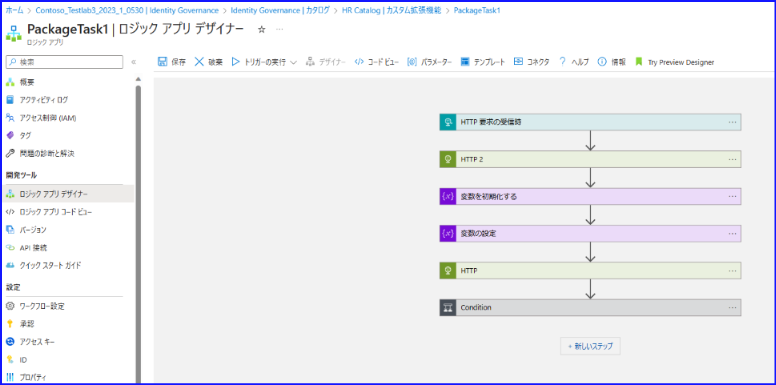 ホーム > Contoso_Testlab3_2023_1_0530 | Identity Governance > Identity Governance | カタログ > HR Catalog | カスタム拡張機能 > PackageTask1
PackageTask1 | ロジック アプリ デザイナー ☆ ...
ロジック アプリ
検索 «
保存 破棄 トリガーの実行 デザイナー コード ビュー パラメーター テンプレート コネクタ ヘルプ 情報 Try Preview Designer
概要
アクティビティ ログ
アクセス制御 (IAM)
タグ
問題の診断と解決
開発ツール
ロジック アプリ デザイナー
ロジック アプリ コード ビュー
バージョン
API 接続
クイック スタート ガイド
設定
ワークフロー設定
承認
アクセス キー
ID
プロパティ
HTTP 要求の受信時 ...
HTTP 2 ...
変数を初期化する ...
変数の設定 ...
HTTP ...
Condition ...
+ 新しいステップ